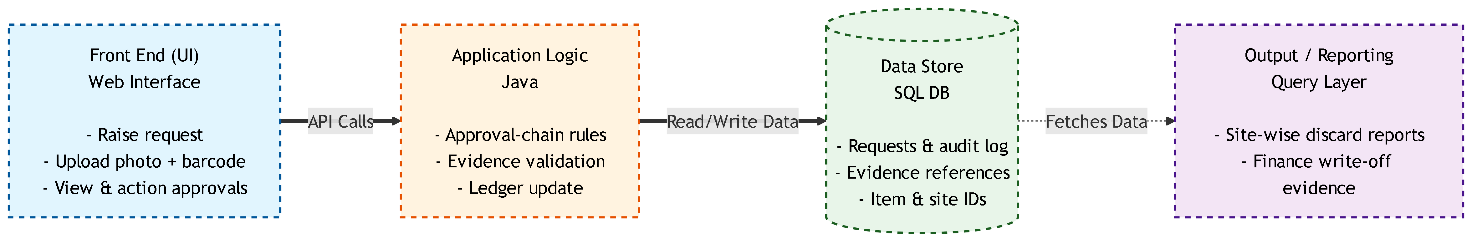 Front End (UI)
Web Interface
- Raise request
- Upload photo + barcode
- View & action approvals
API Calls
Application Logic
Java
- Approval-chain rules
- Evidence validation
- Ledger update
Read/Write Data
Data Store
SQL DB
- Requests & audit log
- Evidence references
- Item & site IDs
Fetches Data
Output / Reporting
Query Layer
- Site-wise discard reports
- Finance write-off
evidence